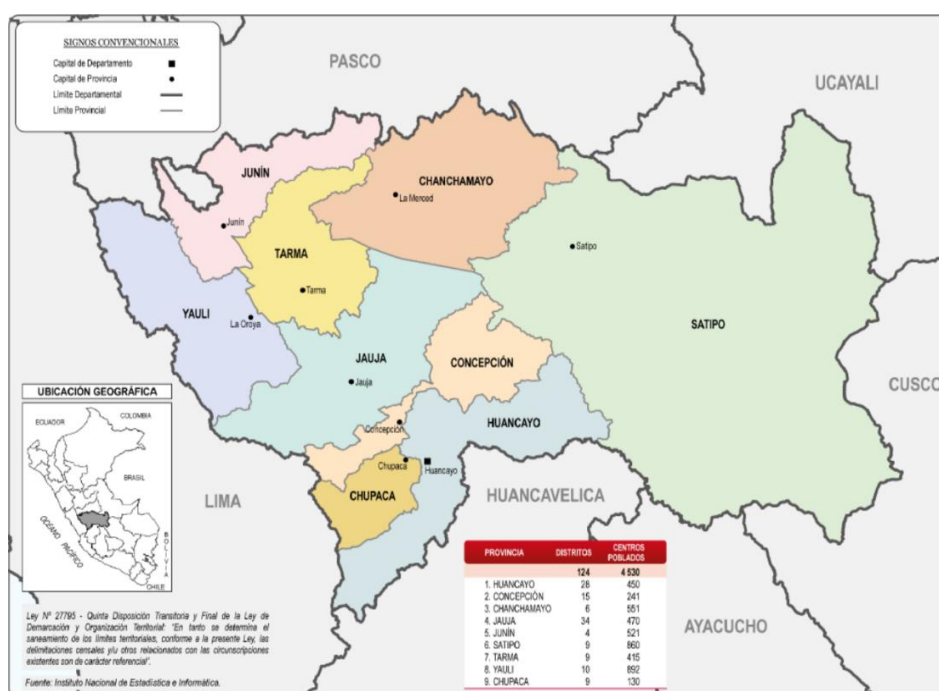 SIGNOS CONVENCIONALES
Capital de Departamento
Capital de Provincia
Límite Departamental
Límite Provincial
PASCO
UCAYALI
JUNÍN
CHANCHAMAYO
La Merced
Junín
TARMA
Satipo
Tarma
YAULI
La Oroya
SATIPO
JAUJA
CONCEPCIÓN
Jauja
CUSCO
UBICACIÓN GEOGRÁFICA
ECUADOR
COLOMBIA
BRASIL
OCÉANO PACÍFICO
BOLIVIA
CHILE
Concepción
HUANCAYO
Chupaca
Huancayo
LIMA
CHUPACA
HUANCAVELICA
AYACUCHO
PROVINCIA DISTRITOS CENTROS POBLADOS
124 4 530
1. HUANCAYO 28 450
2. CONCEPCIÓN 15 241
3. CHANCHAMAYO 6 551
4. JAUJA 34 470
5. JUNÍN 4 521
6. SATIPO 9 860
7. TARMA 9 415
8. YAULI 10 892
9. CHUPACA 9 130
Ley Nº 27795 - Quinta Disposición Transitoria y Final de la Ley de
Demarcación y Organización Territorial: "En tanto se determina el
saneamiento de los límites territoriales, conforme a la presente Ley, las
delimitaciones censales y/u otros relacionados con las circunscripciones
existentes son de carácter referencial".
Fuente: Instituto Nacional de Estadística e Informática.